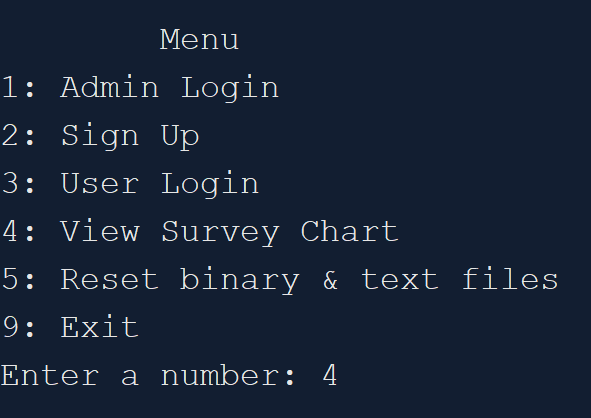 Menu
1: Admin Login
2: Sign Up
3: User Login
4: View Survey Chart
5: Reset binary & text files
9: Exit
Enter a number: 4